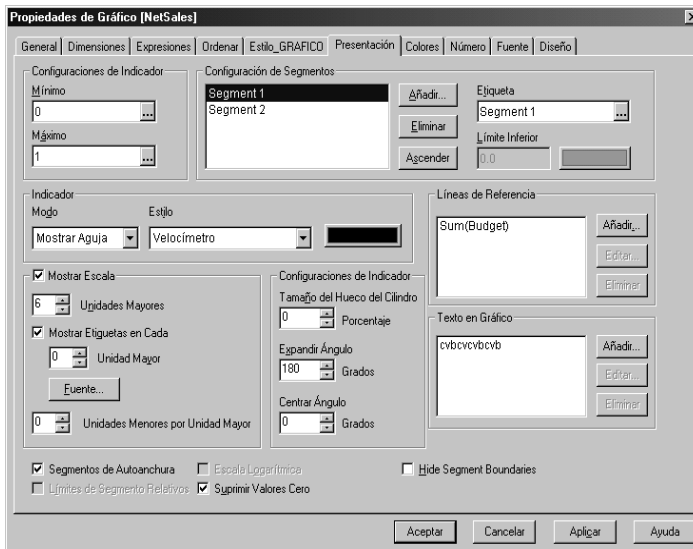 Propiedades de Gráfico [NetSales]
General Dimensiones Expresiones Ordenar Estilo_GRAFICO Presentación Colores Número Fuente Diseño
Configuraciones de Indicador
Mínimo
0
...
Máximo
1
...
Configuración de Segmentos
Segment 1
Segment 2
Añadir...
Eliminar
Ascender
Etiqueta
Segment 1
...
Límite Inferior
0.0
Indicador
Modo
Mostrar Aguja
Estilo
Velocímetro
Líneas de Referencia
Sum(Budget)
Añadir...
Editar...
Eliminar
Mostrar Escala
6 Unidades Mayores
Mostrar Etiquetas en Cada
0 Unidad Mayor
Fuente...
0 Unidades Menores por Unidad Mayor
Configuraciones de Indicador
Tamaño del Hueco del Cilindro
0 Porcentaje
Expandir Ángulo
180 Grados
Centrar Ángulo
0 Grados
Texto en Gráfico
cvbcvcvbcvb
Añadir...
Editar...
Eliminar
Segmentos de Autoanchura
Escala Logarítmica
Hide Segment Boundaries
Límites de Segmento Relativos
Suprimir Valores Cero
Aceptar Cancelar Aplicar Ayuda